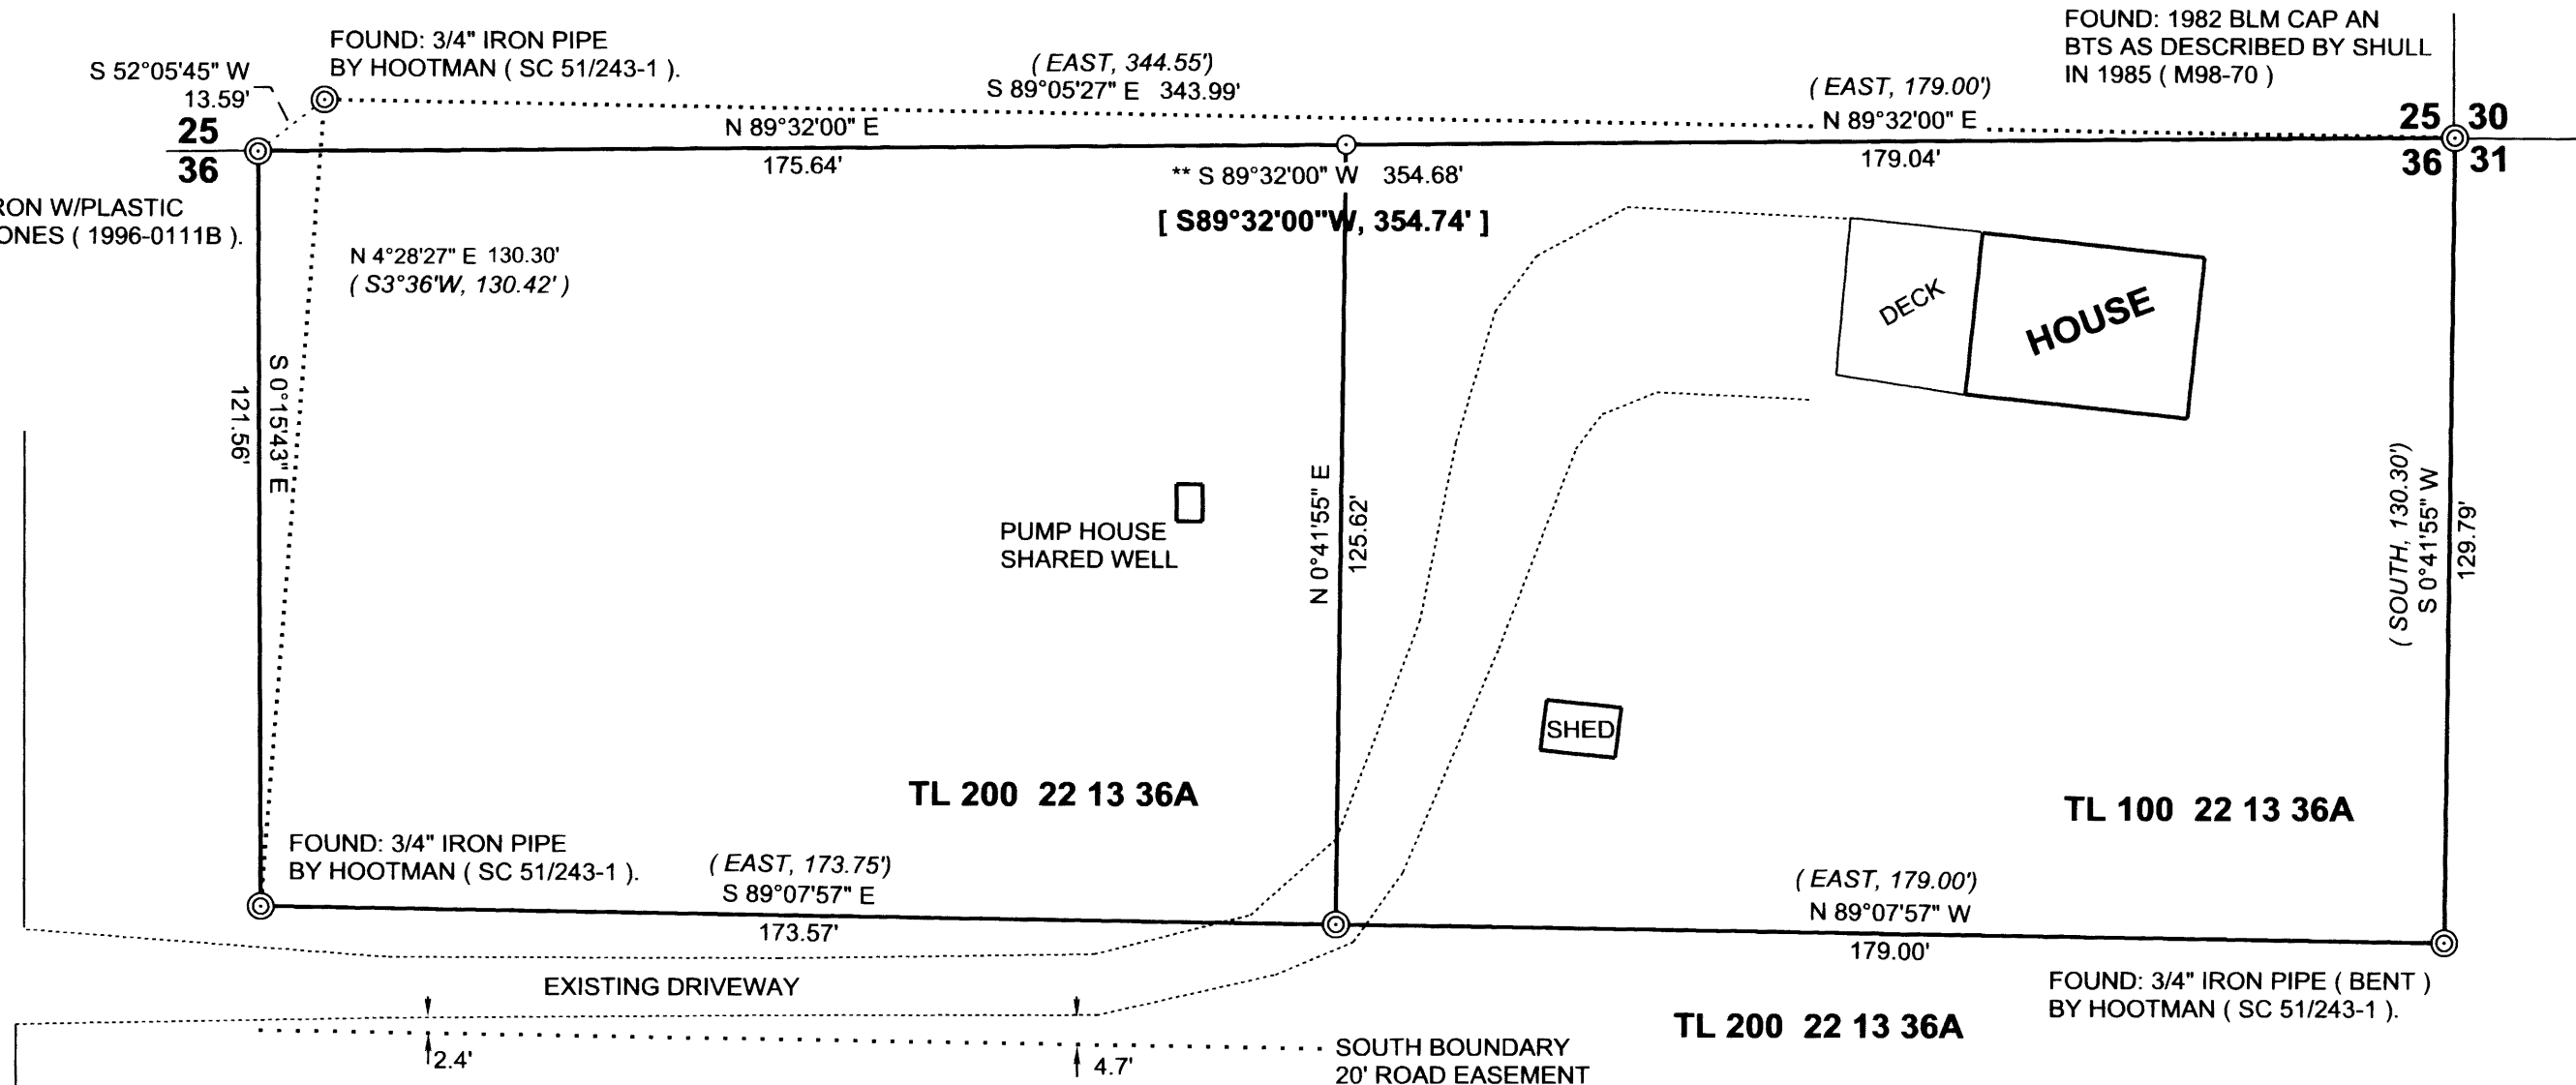 FOUND: 3/4" IRON PIPE
BY HOOTMAN ( SC 51/243-1 ).
S 52°05'45" W
13.59'
( EAST, 344.55')
S 89°05'27" E 343.99'
( EAST, 179.00')
N 89°32'00" E
179.04'
FOUND: 1982 BLM CAP AN
BTS AS DESCRIBED BY SHULL
IN 1985 ( M98-70 )
25
36
N 89°32'00" E
175.64'
** S 89°32'00" W 354.68'
[ S89°32'00"W, 354.74' ]
25 30
36 31
RON W/PLASTIC
ONES ( 1996-0111B ).
N 4°28'27" E 130.30'
( S3°36'W, 130.42' )
S 0°15'43" E
121.56'
DECK
HOUSE
PUMP HOUSE
SHARED WELL
N 0°41'55" E
125.62'
( SOUTH, 130.30')
S 0°41'55" W
129.79'
SHED
TL 200 22 13 36A
TL 100 22 13 36A
FOUND: 3/4" IRON PIPE
BY HOOTMAN ( SC 51/243-1 ).
( EAST, 173.75')
S 89°07'57" E
173.57'
( EAST, 179.00')
N 89°07'57" W
179.00'
EXISTING DRIVEWAY
FOUND: 3/4" IRON PIPE ( BENT )
BY HOOTMAN ( SC 51/243-1 ).
TL 200 22 13 36A
2.4'
4.7'
SOUTH BOUNDARY
20' ROAD EASEMENT